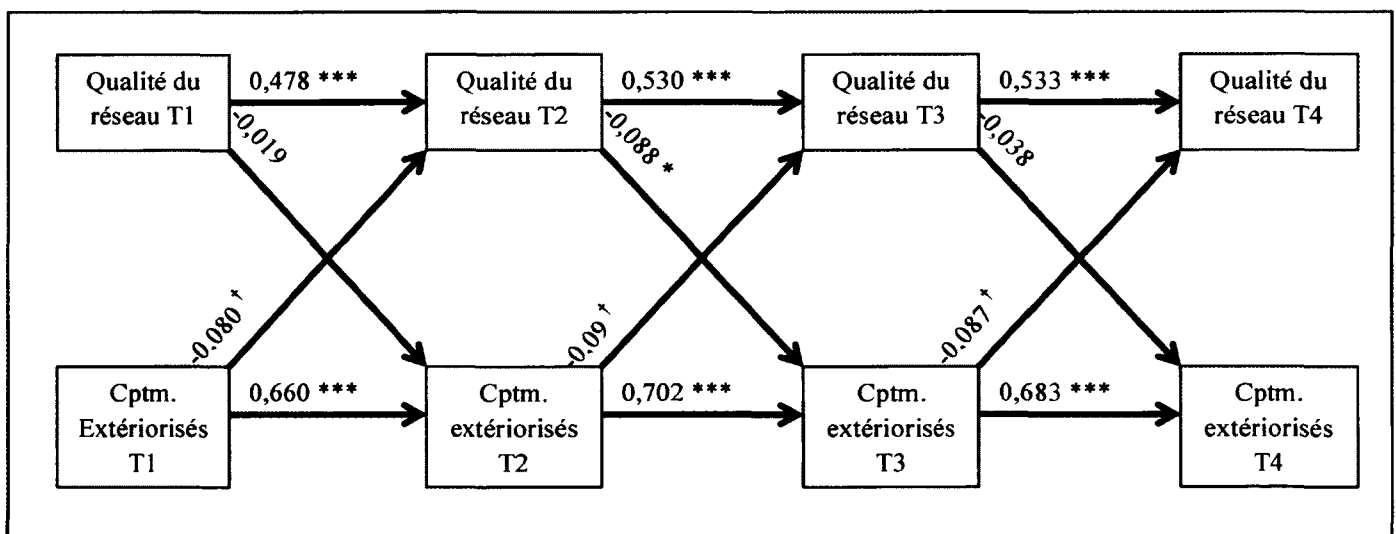 Qualité du
réseau T1
0,478 ***
Qualité du
réseau T2
0,530 ***
Qualité du
réseau T3
0,533 ***
Qualité du
réseau T4
-0,019
-0,088 *
-0,038
-0.080 †
-0.09 †
-0.087 †
Cptm.
Extériorisés
T1
0,660 ***
Cptm.
extériorisés
T2
0,702 ***
Cptm.
extériorisés
T3
0,683 ***
Cptm.
extériorisés
T4